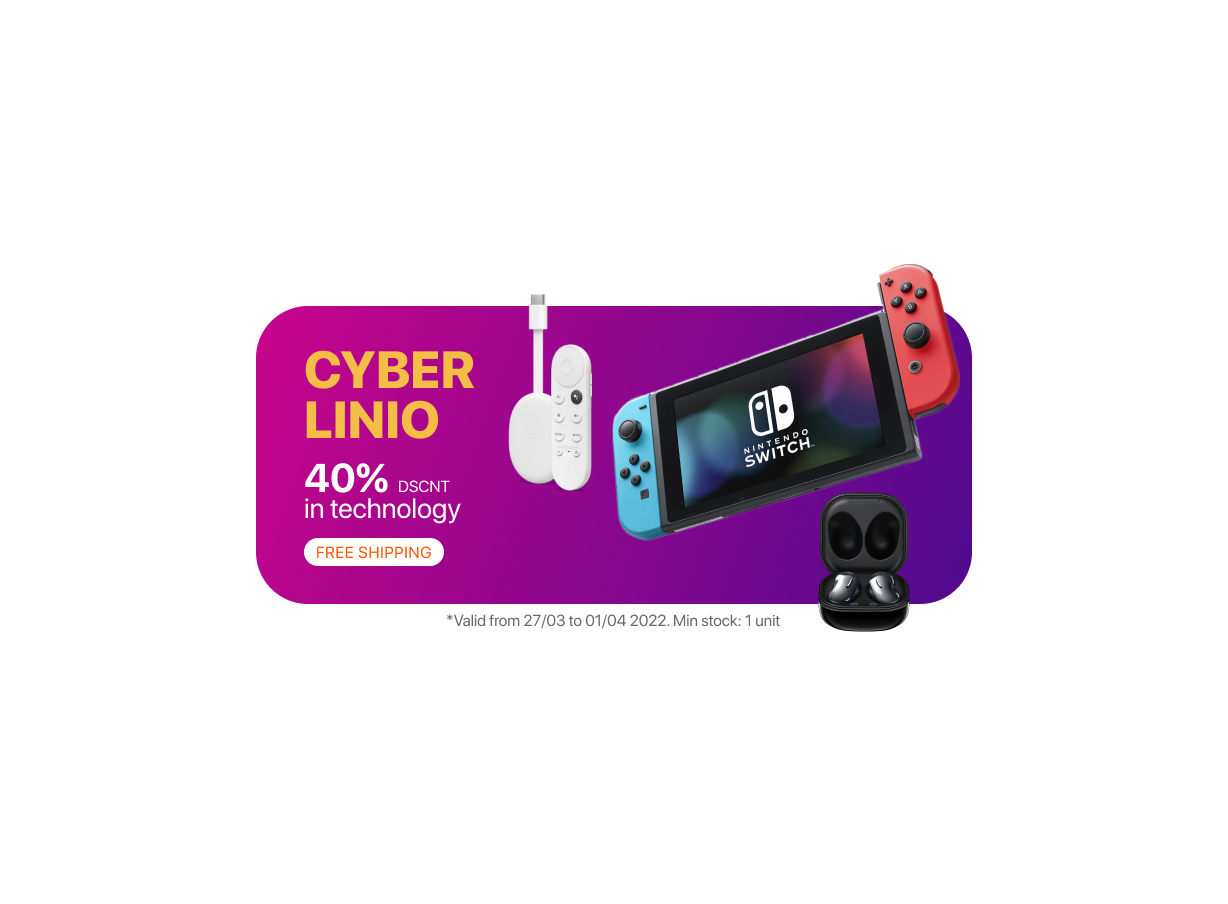 CYBER
LINIO
40% DSCNT
in technology
FREE SHIPPING
NINTENDO
SWITCH™
*Valid from 27/03 to 01/04 2022. Min stock: 1 unit